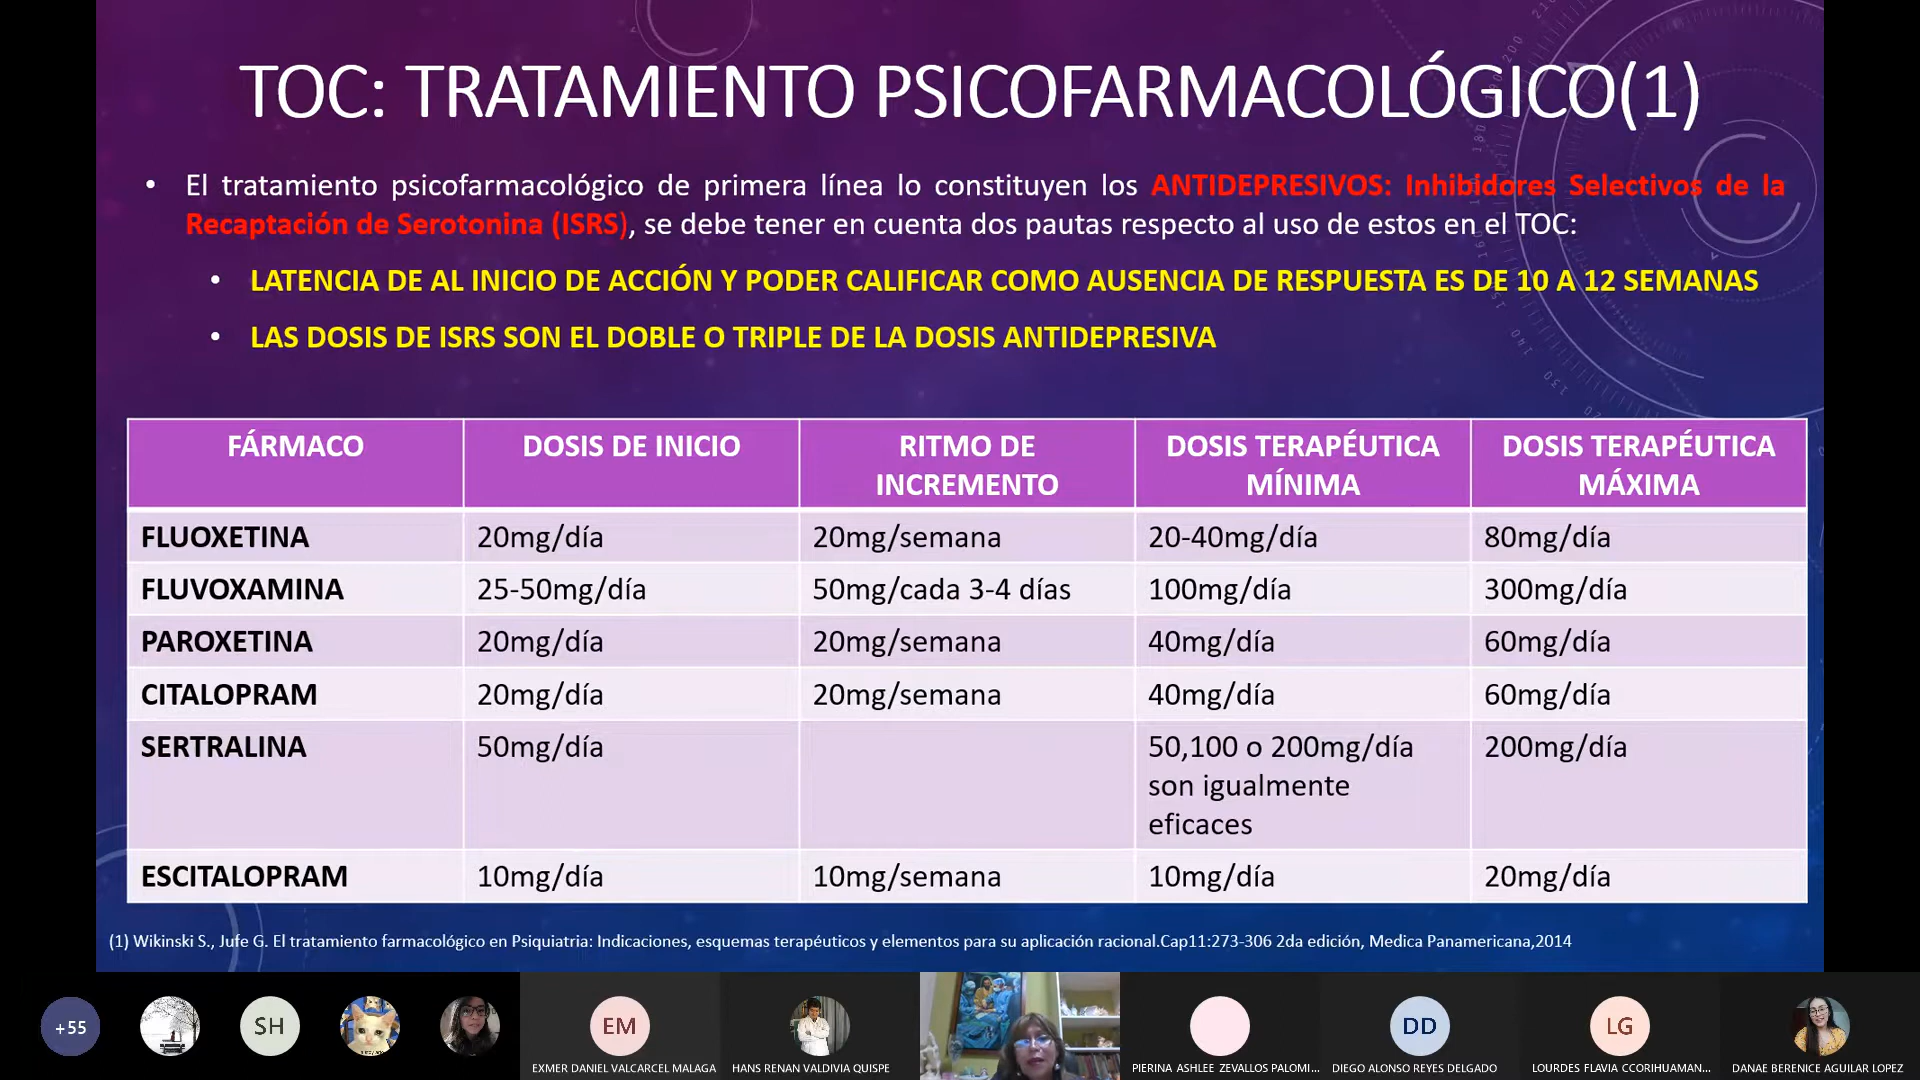 TOC: TRATAMIENTO PSICOFARMACOLÓGICO(1)
• El tratamiento psicofarmacológico de primera línea lo constituyen los ANTIDEPRESIVOS: Inhibidores Selectivos de la
Recaptación de Serotonina (ISRS), se debe tener en cuenta dos pautas respecto al uso de estos en el TOC:
• LATENCIA DE AL INICIO DE ACCIÓN Y PODER CALIFICAR COMO AUSENCIA DE RESPUESTA ES DE 10 A 12 SEMANAS
• LAS DOSIS DE ISRS SON EL DOBLE O TRIPLE DE LA DOSIS ANTIDEPRESIVA
FÁRMACO DOSIS DE INICIO RITMO DE INCREMENTO DOSIS TERAPÉUTICA MÍNIMA DOSIS TERAPÉUTICA MÁXIMA
FLUOXETINA 20mg/día 20mg/semana 20-40mg/día 80mg/día
FLUVOXAMINA 25-50mg/día 50mg/cada 3-4 días 100mg/día 300mg/día
PAROXETINA 20mg/día 20mg/semana 40mg/día 60mg/día
CITALOPRAM 20mg/día 20mg/semana 40mg/día 60mg/día
SERTRALINA 50mg/día 50,100 o 200mg/día son igualmente eficaces 200mg/día
ESCITALOPRAM 10mg/día 10mg/semana 10mg/día 20mg/día
(1) Wikinski S., Jufe G. El tratamiento farmacológico en Psiquiatria: Indicaciones, esquemas terapéuticos y elementos para su aplicación racional.Cap11:273-306 2da edición, Medica Panamericana,2014
+55
SH
EM
DD
LG
EXMER DANIEL VALCARCEL MALAGA
HANS RENAN VALDIVIA QUISPE
PIERINA ASHLEE ZEVALLOS PALOMI...
DIEGO ALONSO REYES DELGADO
LOURDES FLAVIA CCORIHUAMAN...
DANAE BERENICE AGUILAR LOPEZ